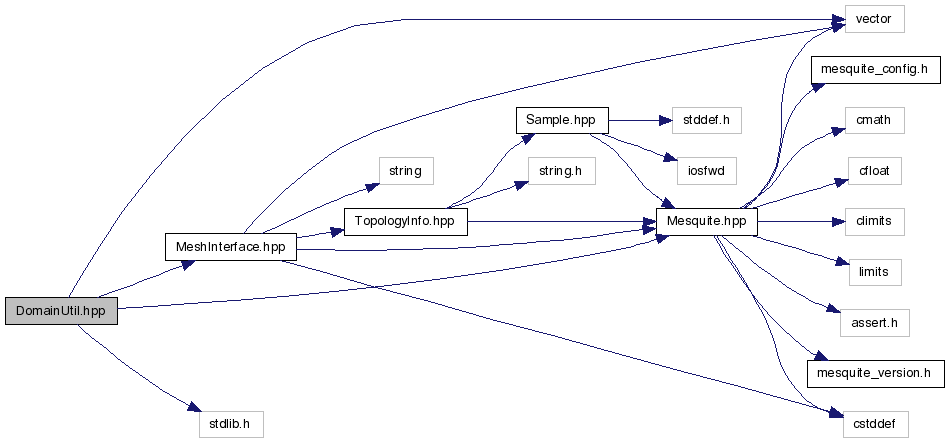 vector
mesquite_config.h
Sample.hpp
stddef.h
cmath
string
string.h
iosfwd
cfloat
MeshInterface.hpp
TopologyInfo.hpp
Mesquite.hpp
climits
limits
DomainUtil.hpp
assert.h
mesquite_version.h
stdlib.h
cstddef